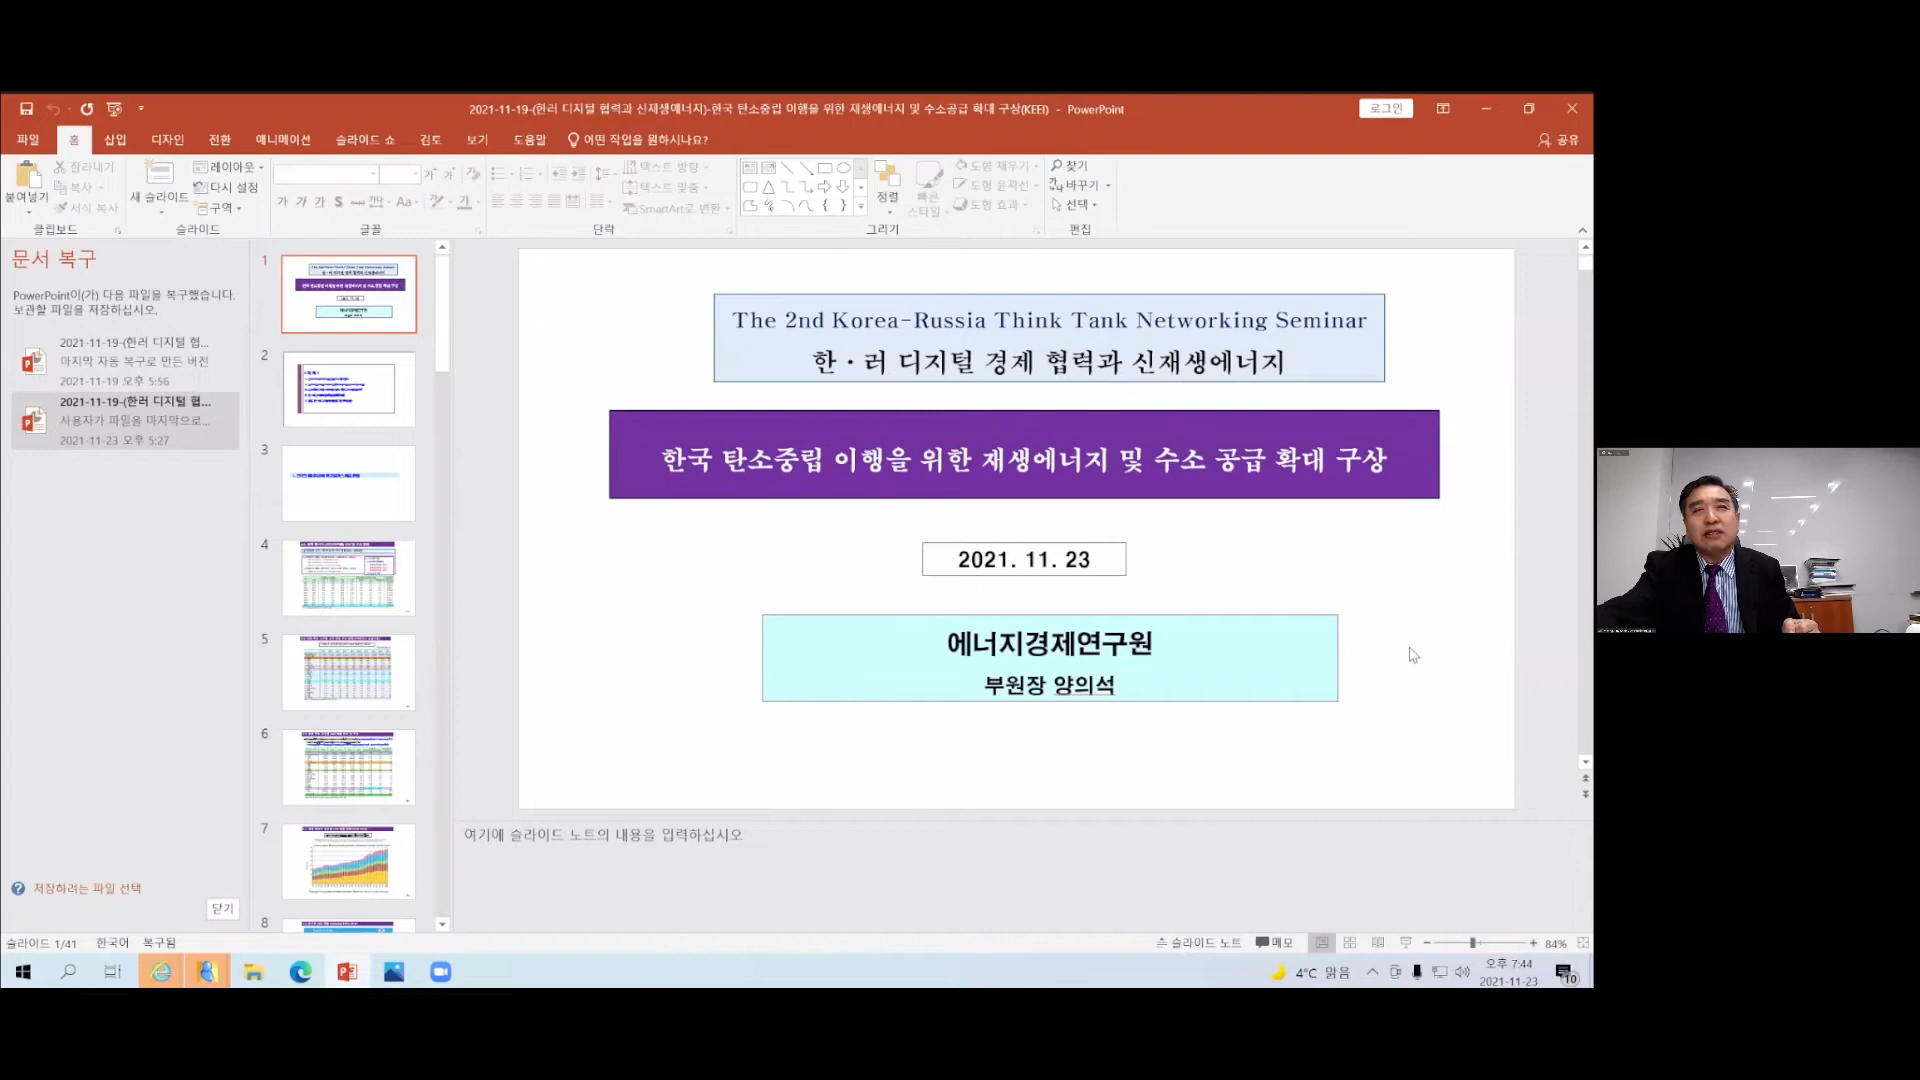 2021-11-19-(한러 디지털 협력과 신재생에너지)-한국 탄소중립 이행을 위한 재생에너지 및 수소공급 확대 구상(KEEI) - PowerPoint
로그인
파일 홈 삽입 디자인 전환 애니메이션 슬라이드 쇼 검토 보기 도움말 어떤 작업을 원하시나요? 공유
붙여넣기
잘라내기
복사
서식 복사
클립보드
새 슬라이드
레이아웃
다시 설정
구역
슬라이드
가 가 가 S Aa 가
글꼴
텍스트 방향
텍스트 맞춤
SmartArt로 변환
단락
정렬
빠른
스타일
도형 채우기
도형 윤곽선
도형 효과
그리기
찾기
바꾸기
선택
편집
문서 복구
PowerPoint이(가) 다음 파일을 복구했습니다.
보관할 파일을 저장하십시오.
2021-11-19-(한러 디지털 협...
마지막 자동 복구로 만든 버전
2021-11-19 오후 5:56
2021-11-19-(한러 디지털 협...
사용자가 파일을 마지막으로...
2021-11-23 오후 5:27
저장하려는 파일 선택
닫기
1
2
3
4
5
6
7
8
The 2nd Korea-Russia Think Tank Networking Seminar
한・러 디지털 경제 협력과 신재생에너지
한국 탄소중립 이행을 위한 재생에너지 및 수소 공급 확대 구상
2021. 11. 23
에너지경제연구원
부원장 양의석
여기에 슬라이드 노트의 내용을 입력하십시오
슬라이드 1/41 한국어 복구됨 슬라이드 노트 메모 84%
4°C 맑음
오후 7:44
2021-11-23
10